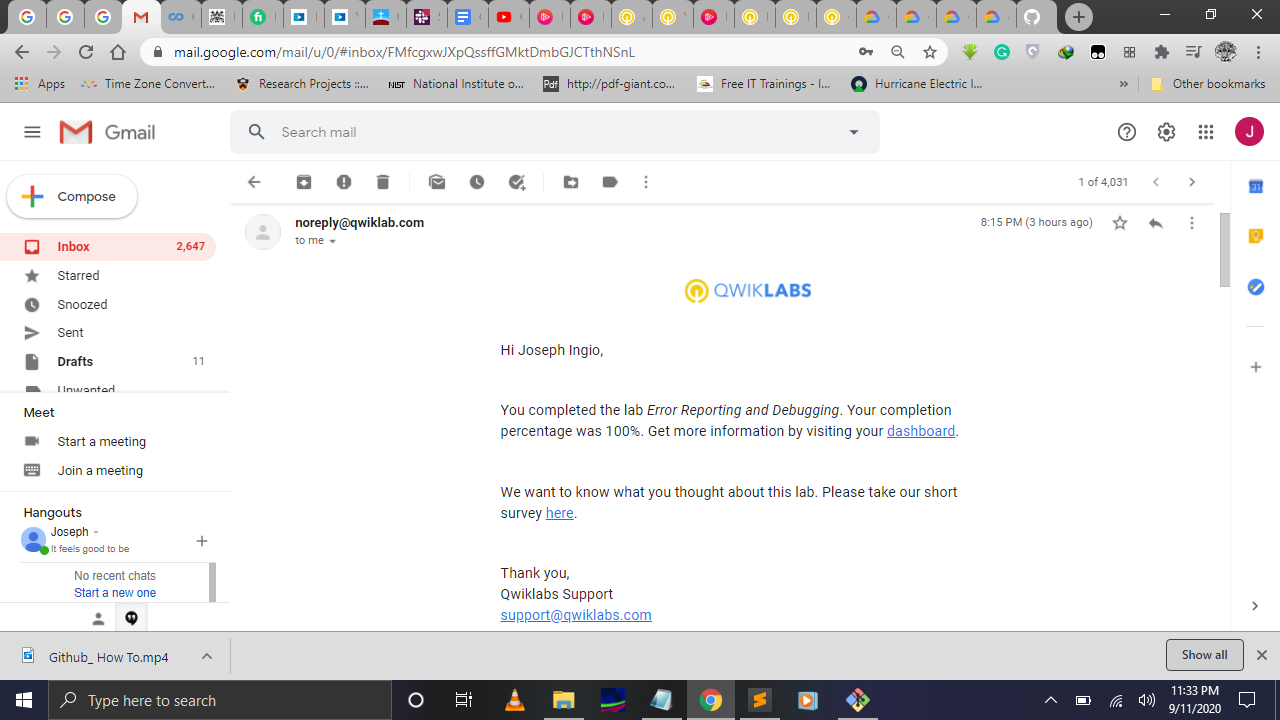 mail.google.com/mail/u/0/#inbox/FMfcgxwJXpQssffGMktDmbGJCTthNSnL
Apps
Time Zone Convert...
Research Projects ::...
NIST National Institute o...
Pdf http://pdf-giant.co...
Free IT Trainings - I...
Hurricane Electric I...
»
Other bookmarks
Gmail
Search mail
J
Compose
1 of 4,031
31
Inbox 2,647
Starred
Snoozed
Sent
Drafts 11
Unwanted
Meet
Start a meeting
Join a meeting
Hangouts
Joseph
It feels good to be
No recent chats
Start a new one
noreply@qwiklab.com
8:15 PM (3 hours ago)
to me
QWIKLABS
Hi Joseph Ingio,
You completed the lab Error Reporting and Debugging. Your completion
percentage was 100%. Get more information by visiting your dashboard.
We want to know what you thought about this lab. Please take our short
survey here.
Thank you,
Qwiklabs Support
support@qwiklabs.com
Github_ How To.mp4
Show all
Type here to search
11:33 PM
9/11/2020